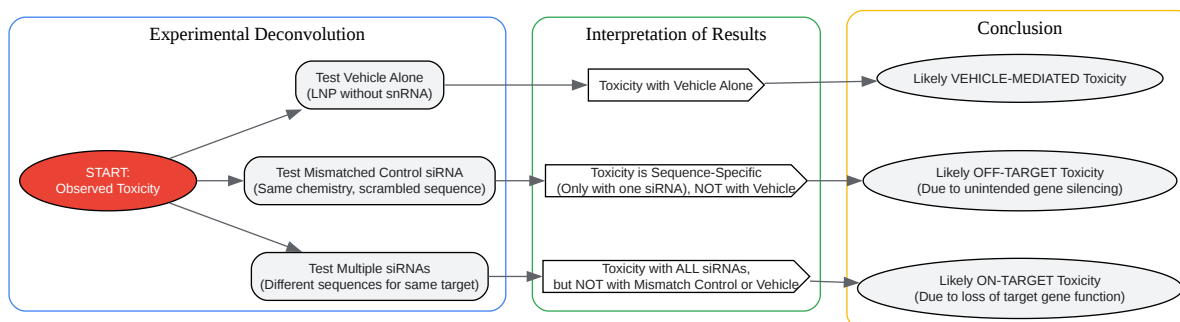 Experimental Deconvolution
Interpretation of Results
Conclusion
Test Vehicle Alone
(LNP without snRNA)
Toxicity with Vehicle Alone
Likely VEHICLE-MEDIATED Toxicity
START:
Observed Toxicity
Test Mismatched Control siRNA
(Same chemistry, scrambled sequence)
Toxicity is Sequence-Specific
(Only with one siRNA), NOT with Vehicle
Likely OFF-TARGET Toxicity
(Due to unintended gene silencing)
Test Multiple siRNAs
(Different sequences for same target)
Toxicity with ALL siRNAs,
but NOT with Mismatch Control or Vehicle
Likely ON-TARGET Toxicity
(Due to loss of target gene function)